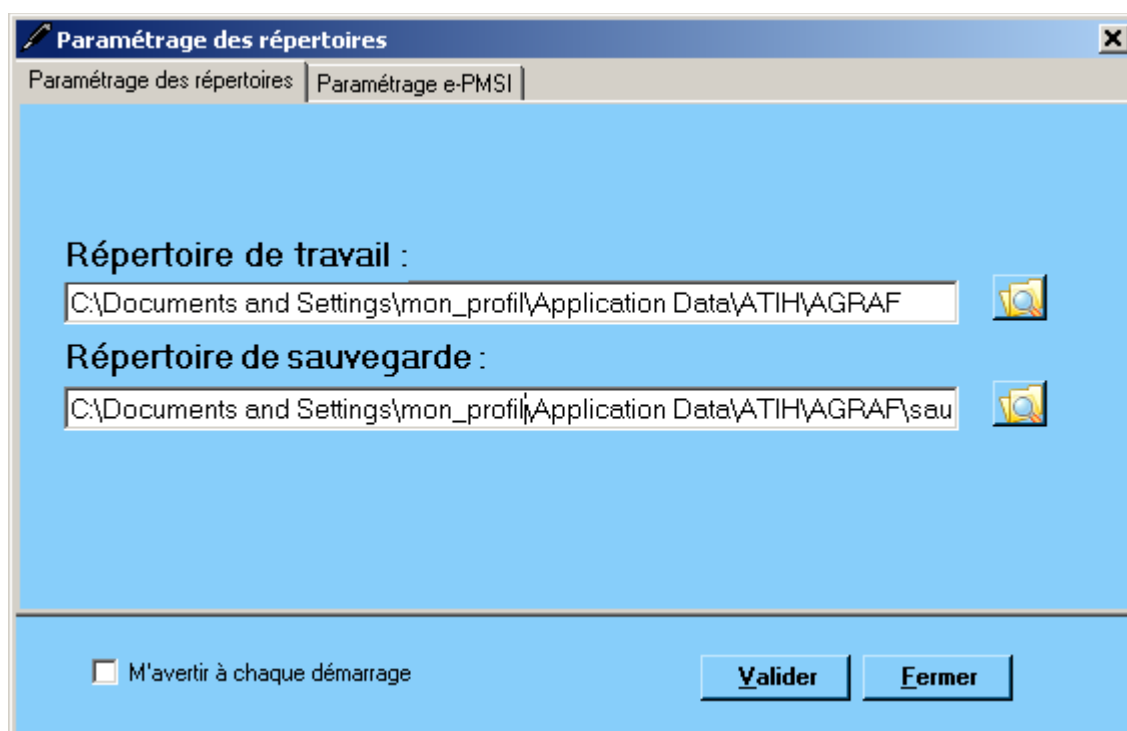 Paramétrage des répertoires
Paramétrage des répertoires Paramétrage e-PMSI
Répertoire de travail :
C:\Documents and Settings\mon_profil\Application Data\ATIH\AGRAF
Répertoire de sauvegarde :
C:\Documents and Settings\mon_profil\Application Data\ATIH\AGRAF\sau
M'avertir à chaque démarrage Valider Fermer